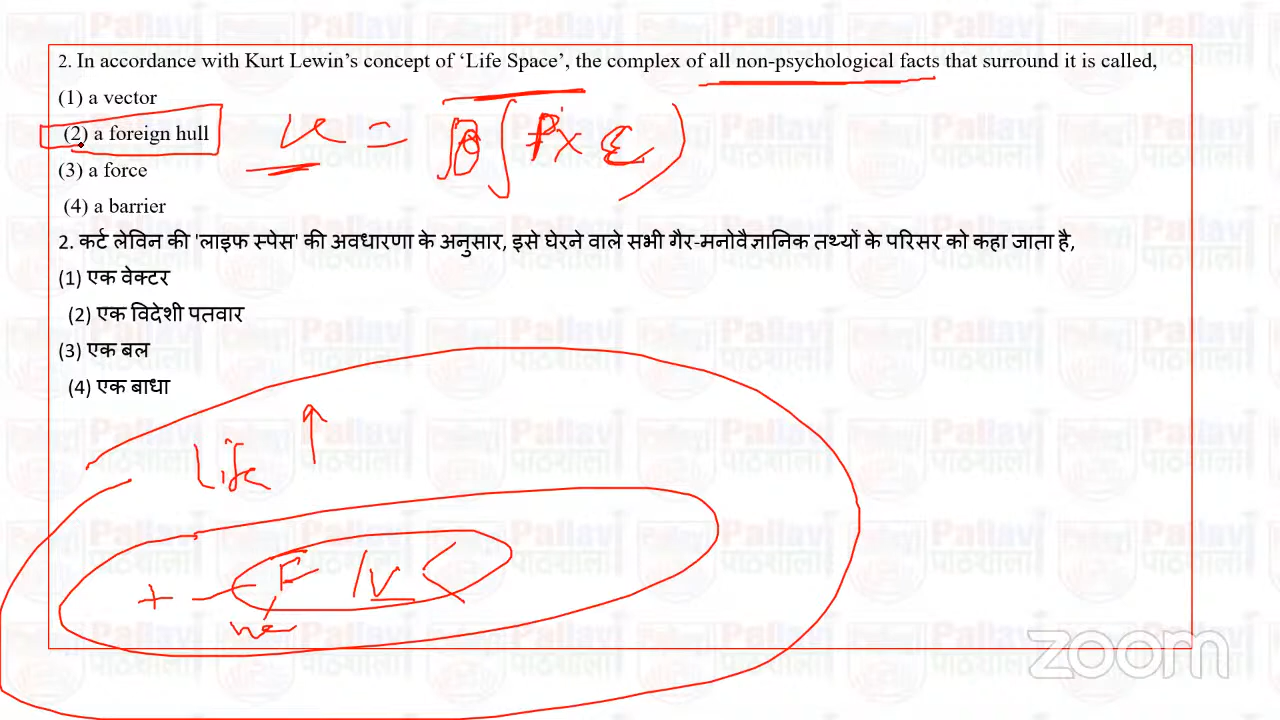 2. In accordance with Kurt Lewin’s concept of ‘Life Space’, the complex of all non-psychological facts that surround it is called,
(1) a vector
(2) a foreign hull
(3) a force
(4) a barrier
2. कर्ट लेविन की 'लाइफ स्पेस' की अवधारणा के अनुसार, इसे घेरने वाले सभी गैर-मनोवैज्ञानिक तथ्यों के परिसर को कहा जाता है,
(1) एक वेक्टर
(2) एक विदेशी पतवार
(3) एक बल
(4) एक बाधा
Life
+ - F / V
zoom